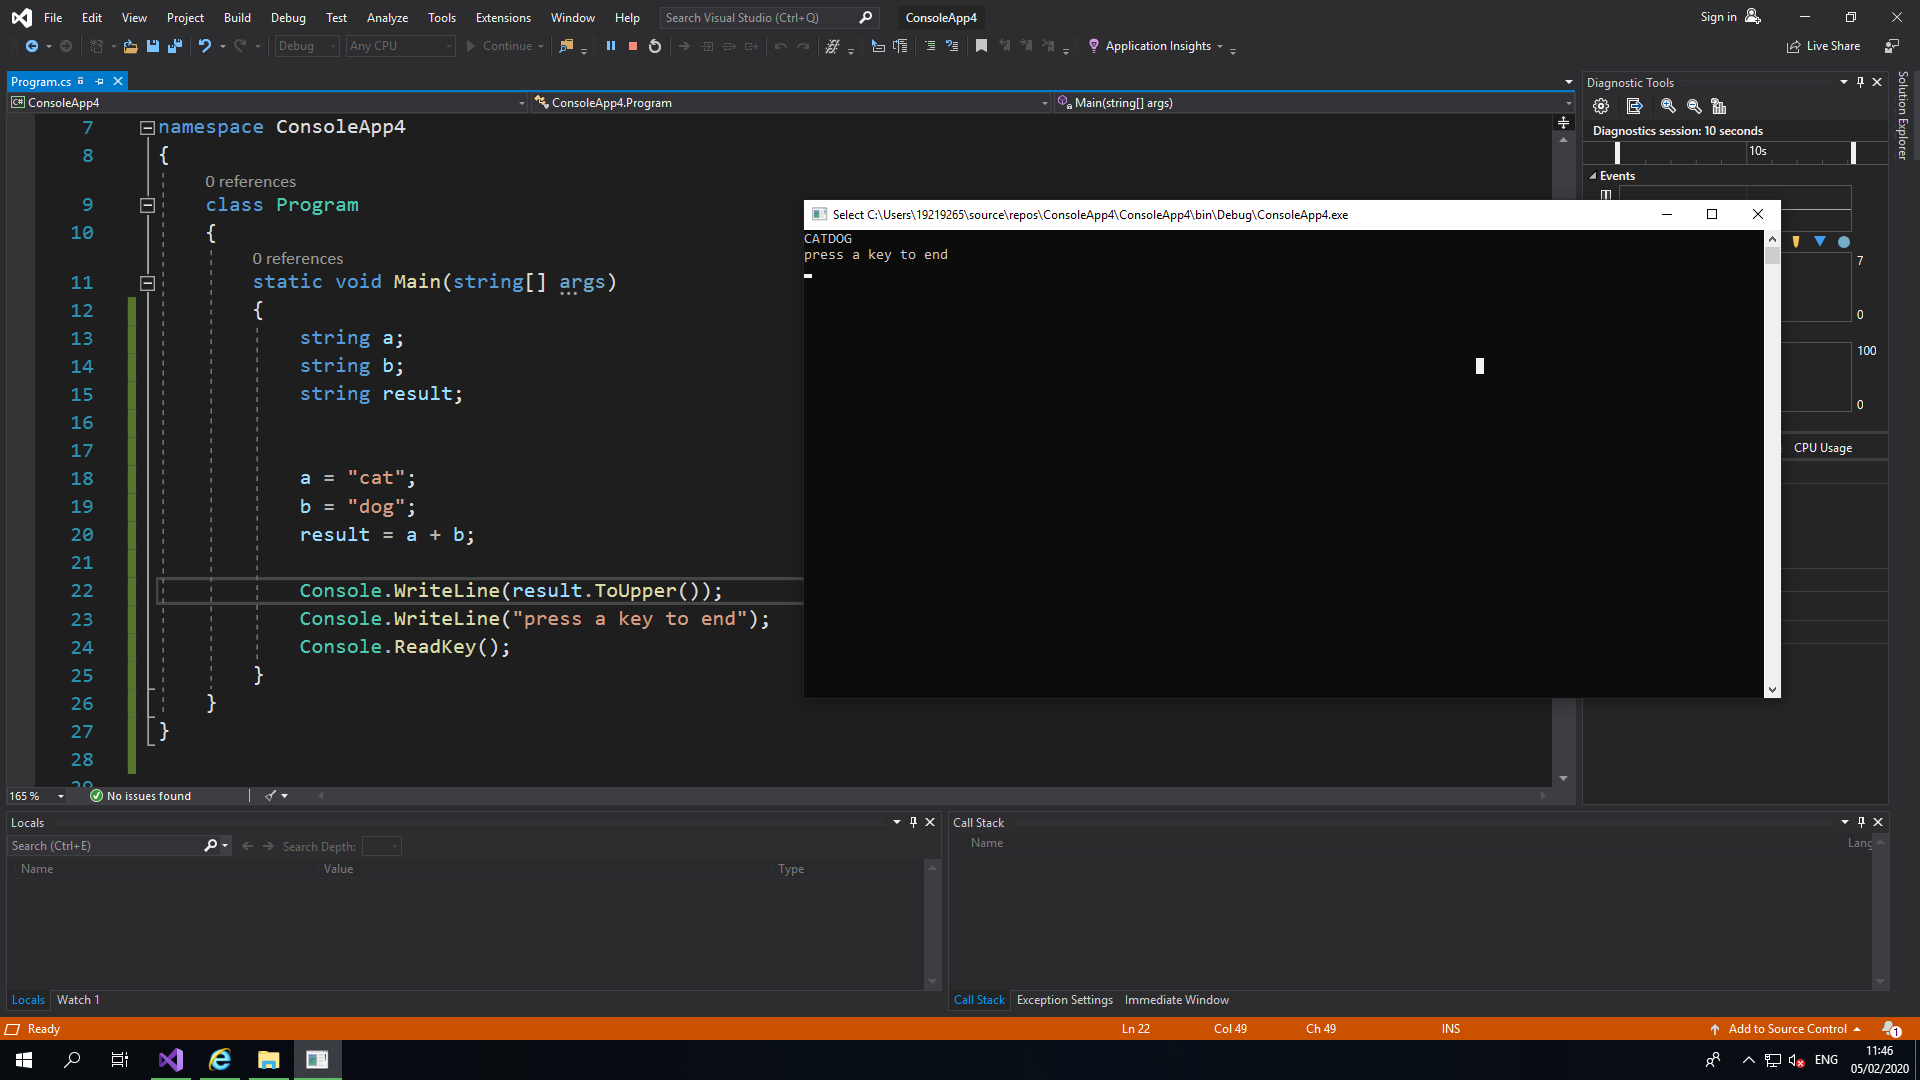 File Edit View Project Build Debug Test Analyze Tools Extensions Window Help Search Visual Studio (Ctrl+Q) ConsoleApp4 Sign in
Debug Any CPU Continue Application Insights Live Share
Program.cs
ConsoleApp4 ConsoleApp4.Program Main(string[] args)
7 namespace ConsoleApp4
8 {
0 references
9 class Program
10 {
0 references
11 static void Main(string[] args)
12 {
13 string a;
14 string b;
15 string result;
16
17
18 a = "cat";
19 b = "dog";
20 result = a + b;
21
22 Console.WriteLine(result.ToUpper());
23 Console.WriteLine("press a key to end");
24 Console.ReadKey();
25 }
26 }
27 }
28
29
Select C:\Users\19219265\source\repos\ConsoleApp4\ConsoleApp4\bin\Debug\ConsoleApp4.exe
CATDOG
press a key to end
Diagnostic Tools
Diagnostics session: 10 seconds
10s
Events
7
0
100
0
CPU Usage
Solution Explorer
165 % No issues found
Locals
Search (Ctrl+E) Search Depth:
Name Value Type
Locals Watch 1
Call Stack
Name Lang
Call Stack Exception Settings Immediate Window
Ready Ln 22 Col 49 Ch 49 INS Add to Source Control 1
ENG 11:46
05/02/2020